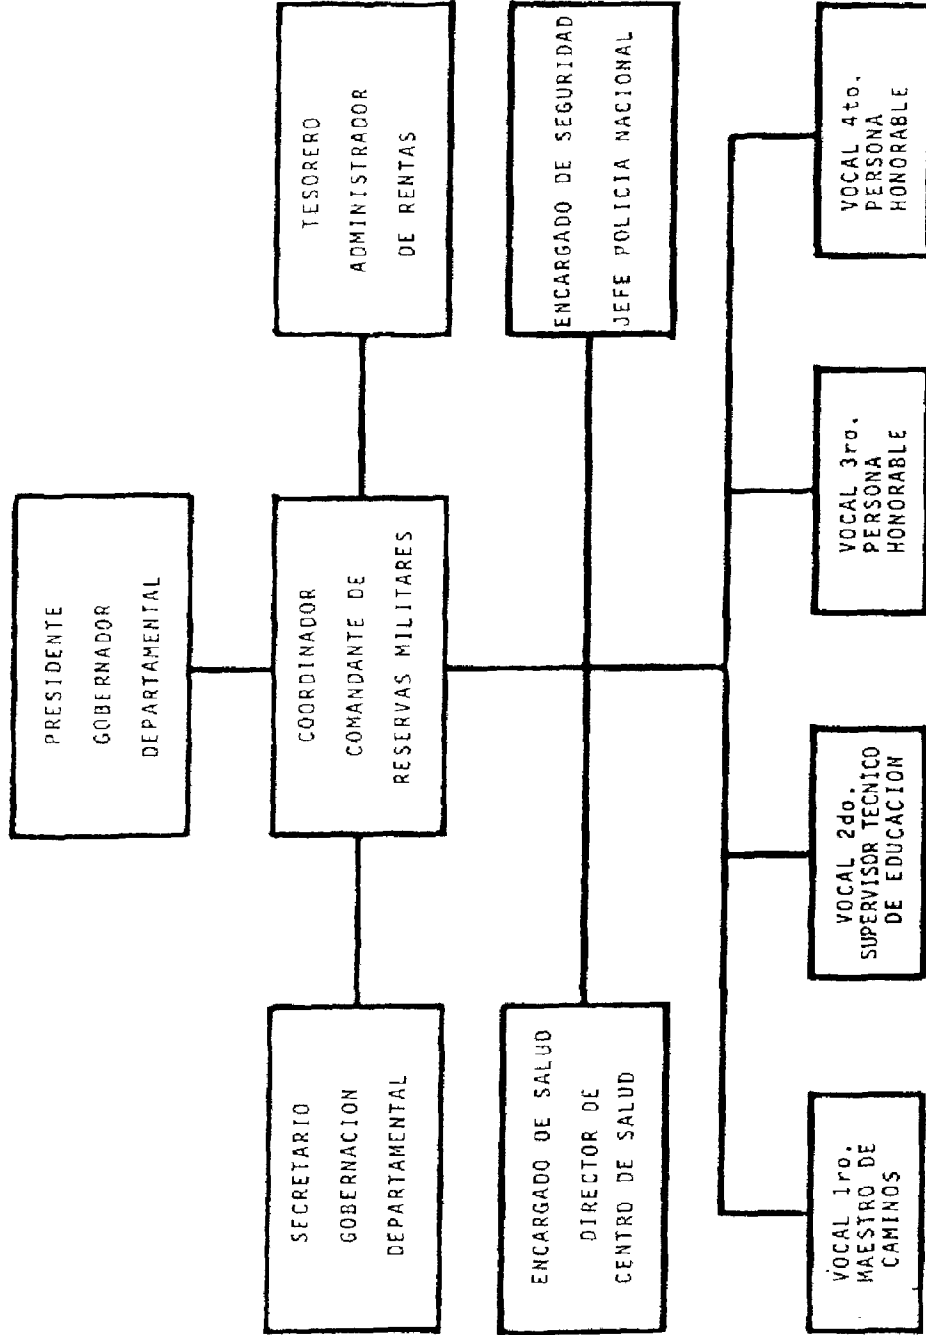 PRESIDENTE
GOBERNADOR
DEPARTAMENTAL
SECRETARIO
GOBERNACION
DEPARTAMENTAL
COORDINADOR
COMANDANTE DE
RESERVAS MILITARES
TESORERO
ADMINISTRADOR
DE RENTAS
ENCARGADO DE SALUD
DIRECTOR DE
CENTRO DE SALUD
ENCARGADO DE SEGURIDAD
JEFE POLICIA NACIONAL
VOCAL 1ro.
MAESTRO DE
CAMINOS
VOCAL 2do.
SUPERVISOR TECNICO
DE EDUCACION
VOCAL 3ro.
PERSONA
HONORABLE
VOCAL 4to.
PERSONA
HONORABLE